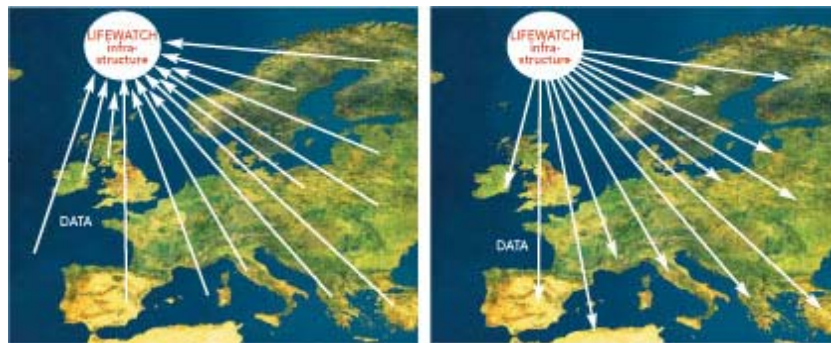 LIFEWATCH
infra-
structure
DATA
LIFEWATCH
infra-
structure
DATA